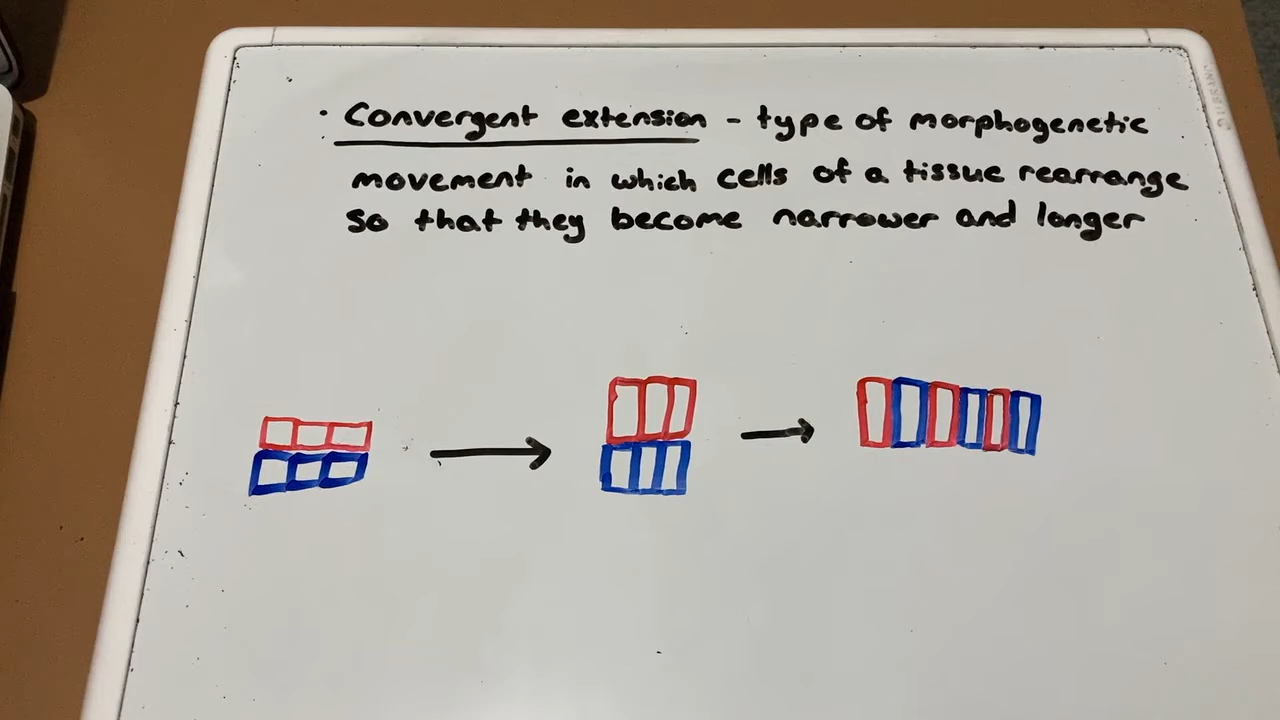 · Convergent extension - type of morphogenetic
movement in which cells of a tissue rearrange
so that they become narrower and longer